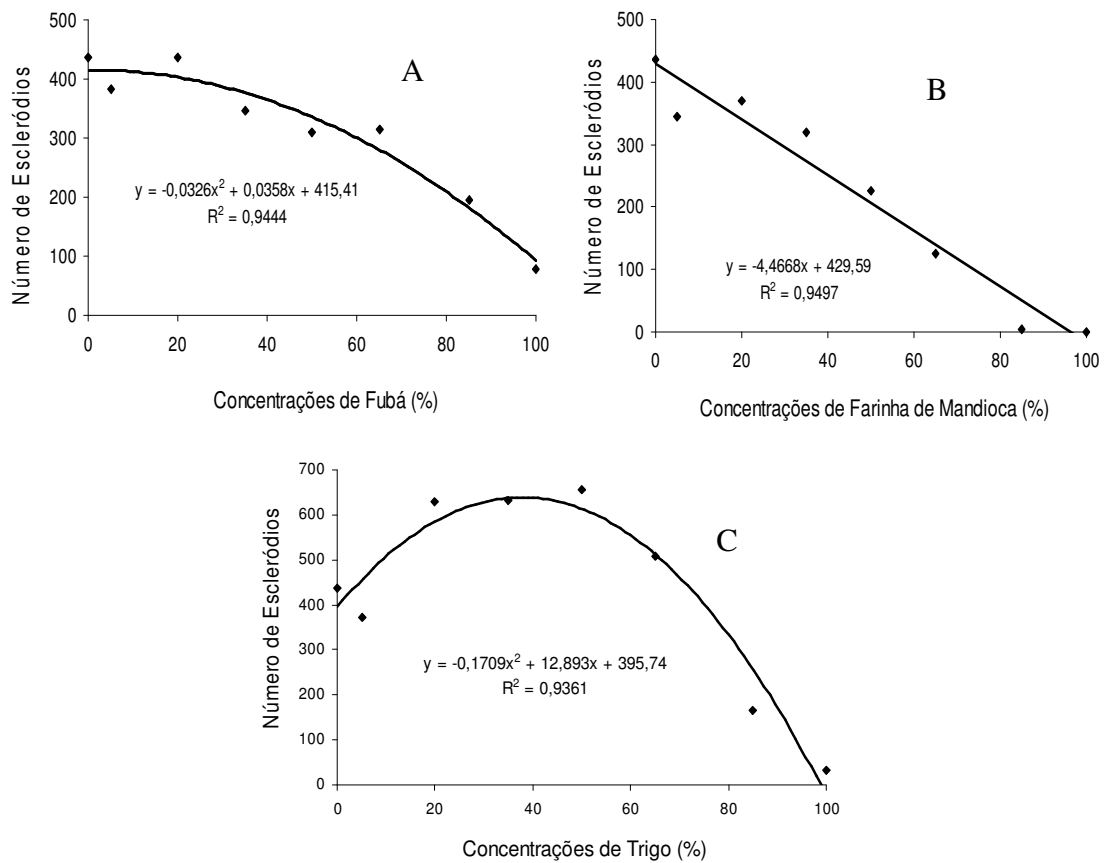 A
Número de Escleródios
500
400
300
200
100
0
y = -0,0326x² + 0,0358x + 415,41
R² = 0,9444
0 20 40 60 80 100
Concentrações de Fubá (%)
B
Número de Escleródios
500
400
300
200
100
0
y = -4,4668x + 429,59
R² = 0,9497
0 20 40 60 80 100
Concentrações de Farinha de Mandioca (%)
C
Número de Escleródios
700
600
500
400
300
200
100
0
y = -0,1709x² + 12,893x + 395,74
R² = 0,9361
0 20 40 60 80 100
Concentrações de Trigo (%)